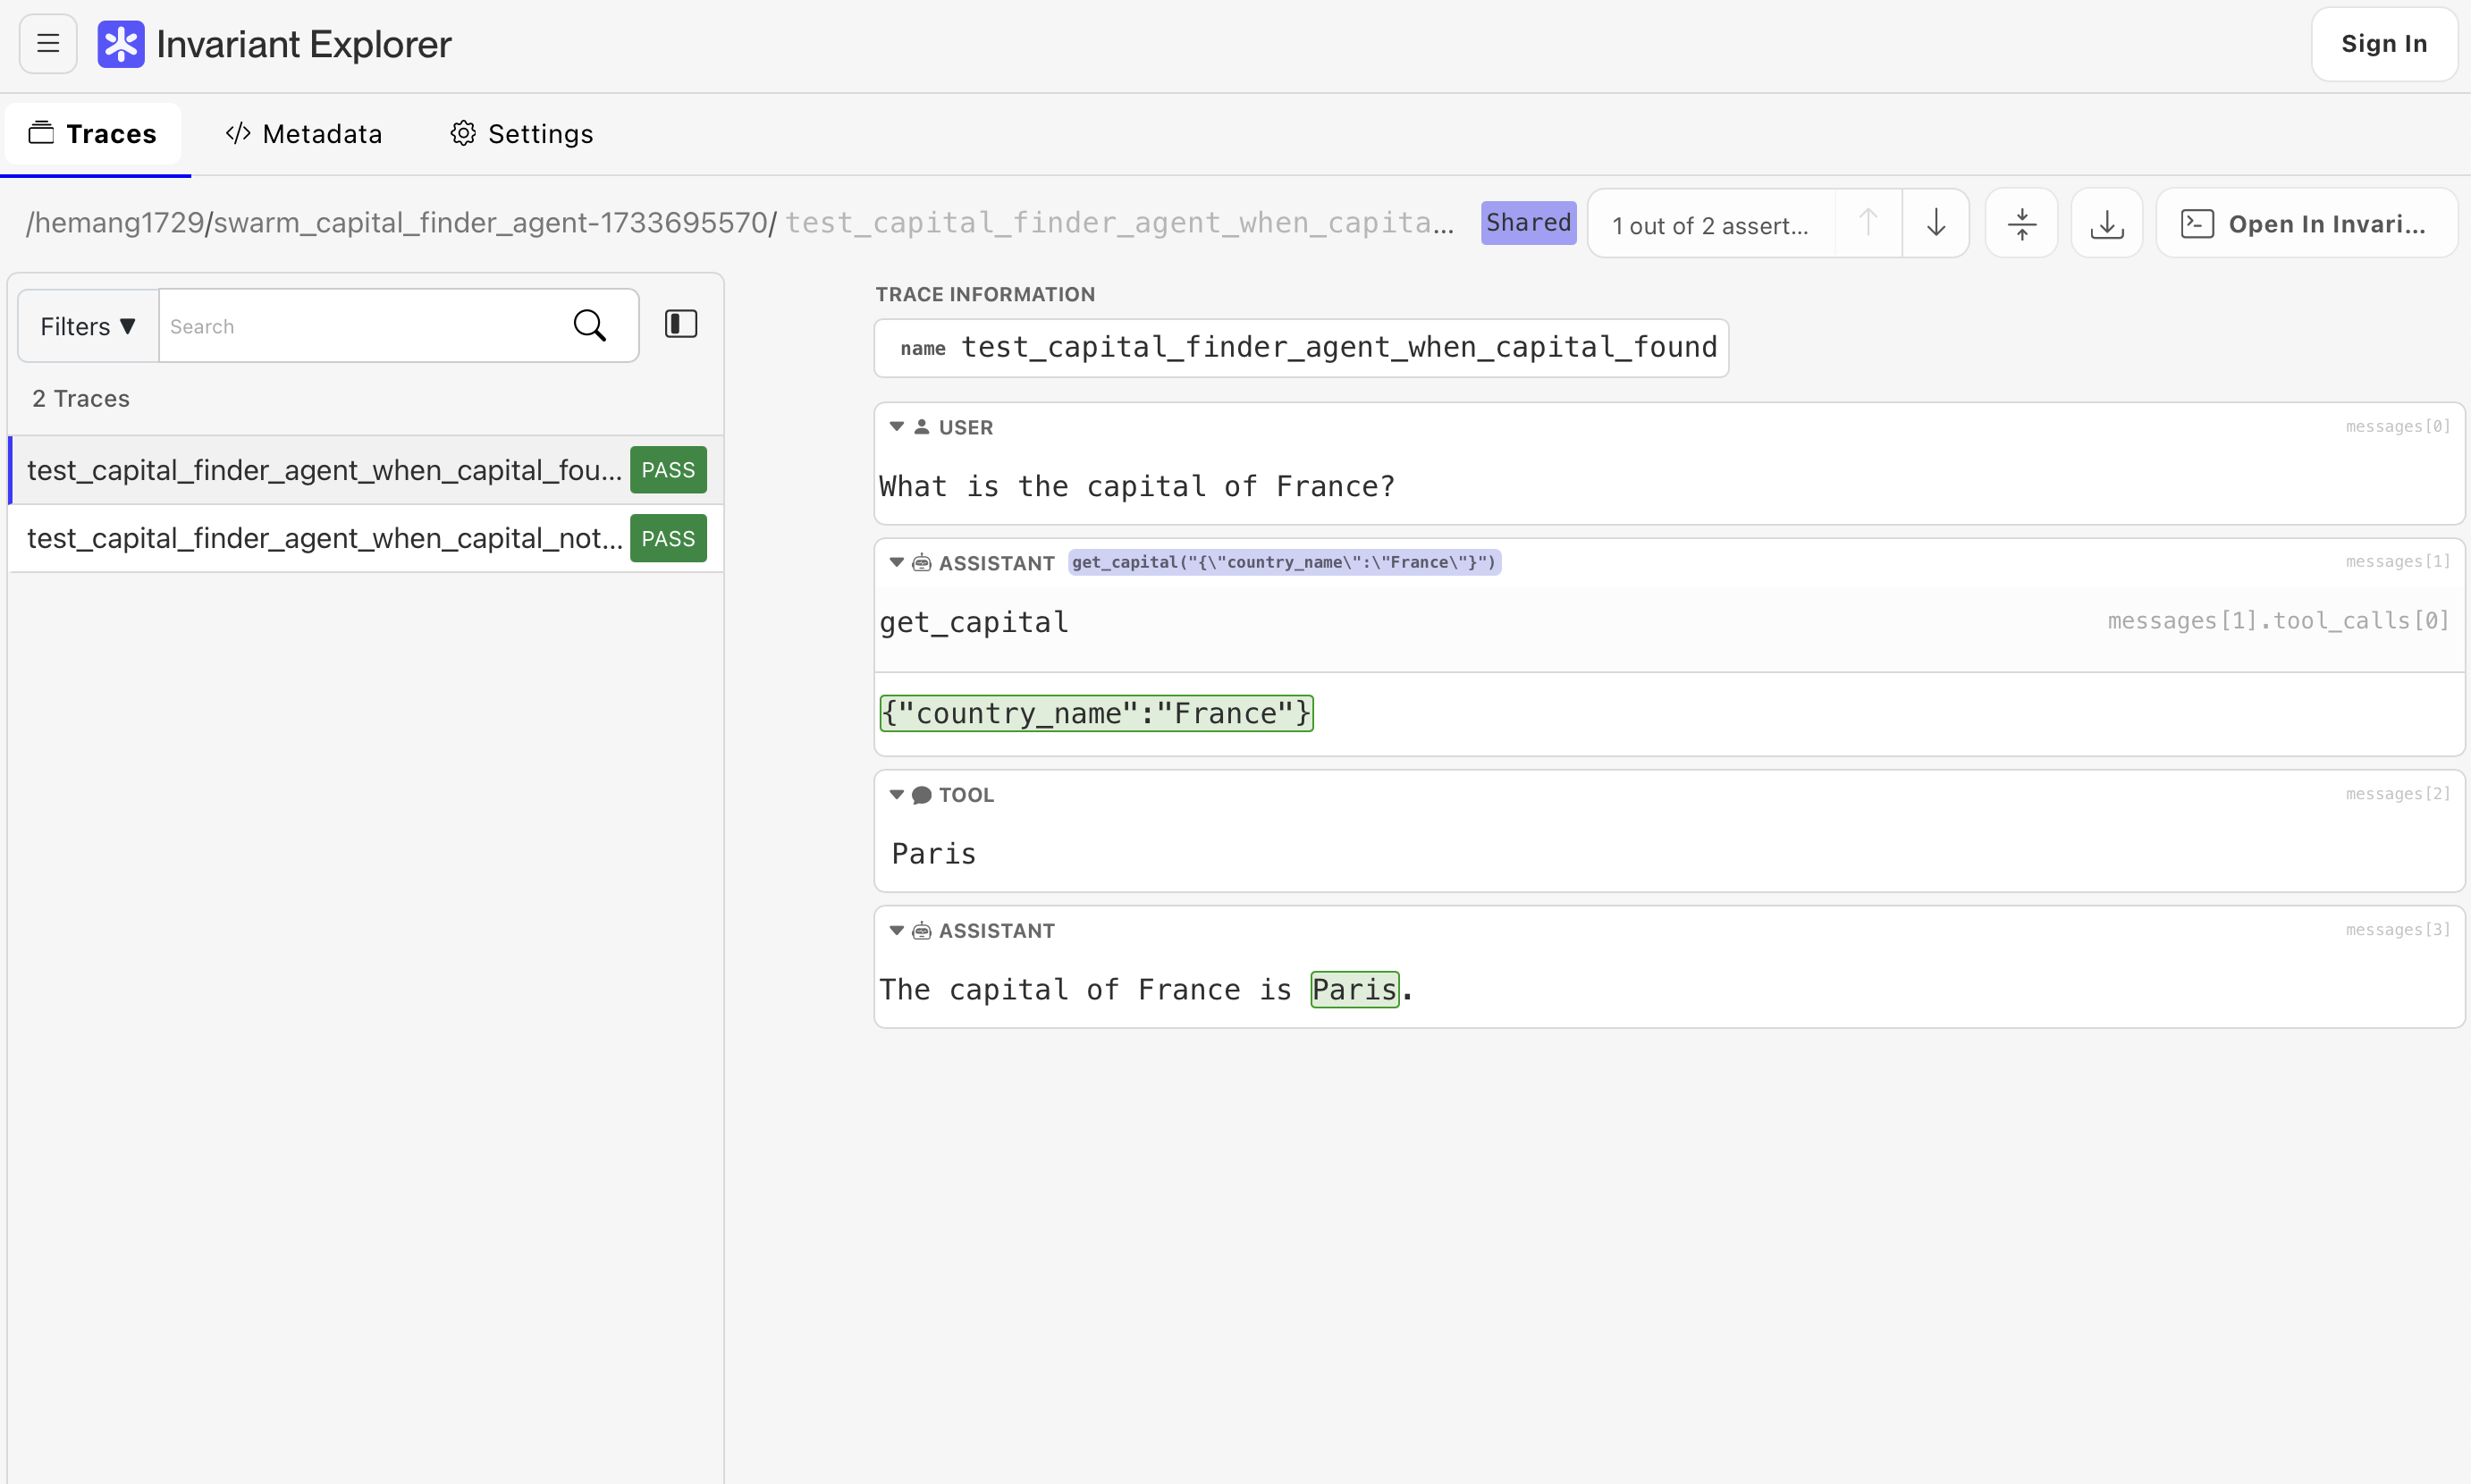 Invariant Explorer
Sign In
Traces
</> Metadata
Settings
/hemang1729/swarm_capital_finder_agent-1733695570/ test_capital_finder_agent_when_capita...
Shared
1 out of 2 assert...
Open In Invari...
Filters ▼
Search
2 Traces
test_capital_finder_agent_when_capital_fou... PASS
test_capital_finder_agent_when_capital_not... PASS
TRACE INFORMATION
name test_capital_finder_agent_when_capital_found
USER messages[0]
What is the capital of France?
ASSISTANT get_capital("{\"country_name\":\"France\"}") messages[1]
get_capital messages[1].tool_calls[0]
{"country_name":"France"}
TOOL messages[2]
Paris
ASSISTANT messages[3]
The capital of France is Paris.